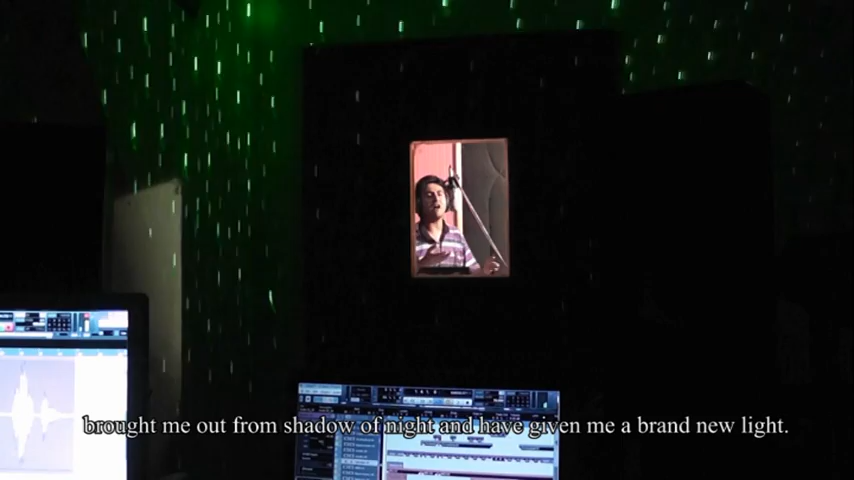 brought me out from shadow of night and have given me a brand new light.